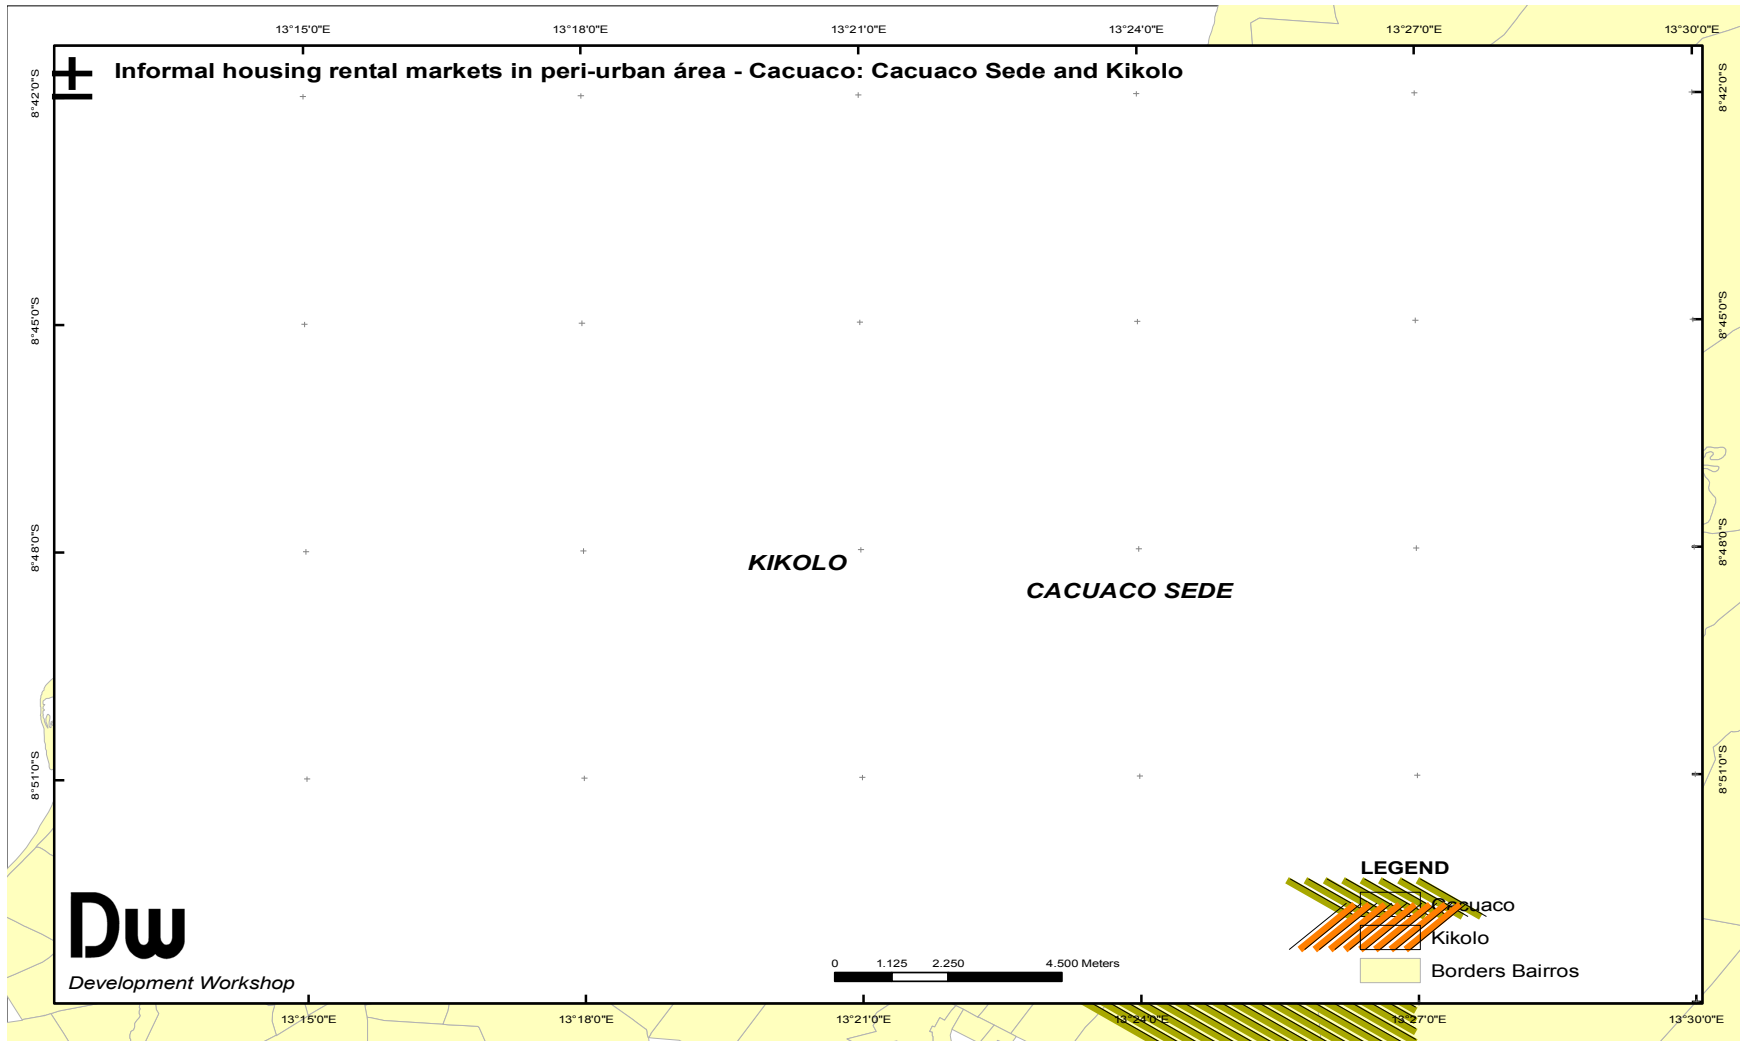 13°15'0"E 13°18'0"E 13°21'0"E 13°24'0"E 13°27'0"E 13°30'0"E
Informal housing rental markets in peri-urban área - Cacuaco: Cacuaco Sede and Kikolo
8°42'0"S 8°42'0"S
8°45'0"S 8°45'0"S
8°48'0"S 8°48'0"S
KIKOLO
CACUACO SEDE
8°51'0"S 8°51'0"S
LEGEND
Cacuaco
Kikolo
Borders Bairros
Dw
Development Workshop
0 1.125 2.250 4.500 Meters
13°15'0"E 13°18'0"E 13°21'0"E 13°24'0"E 13°27'0"E 13°30'0"E